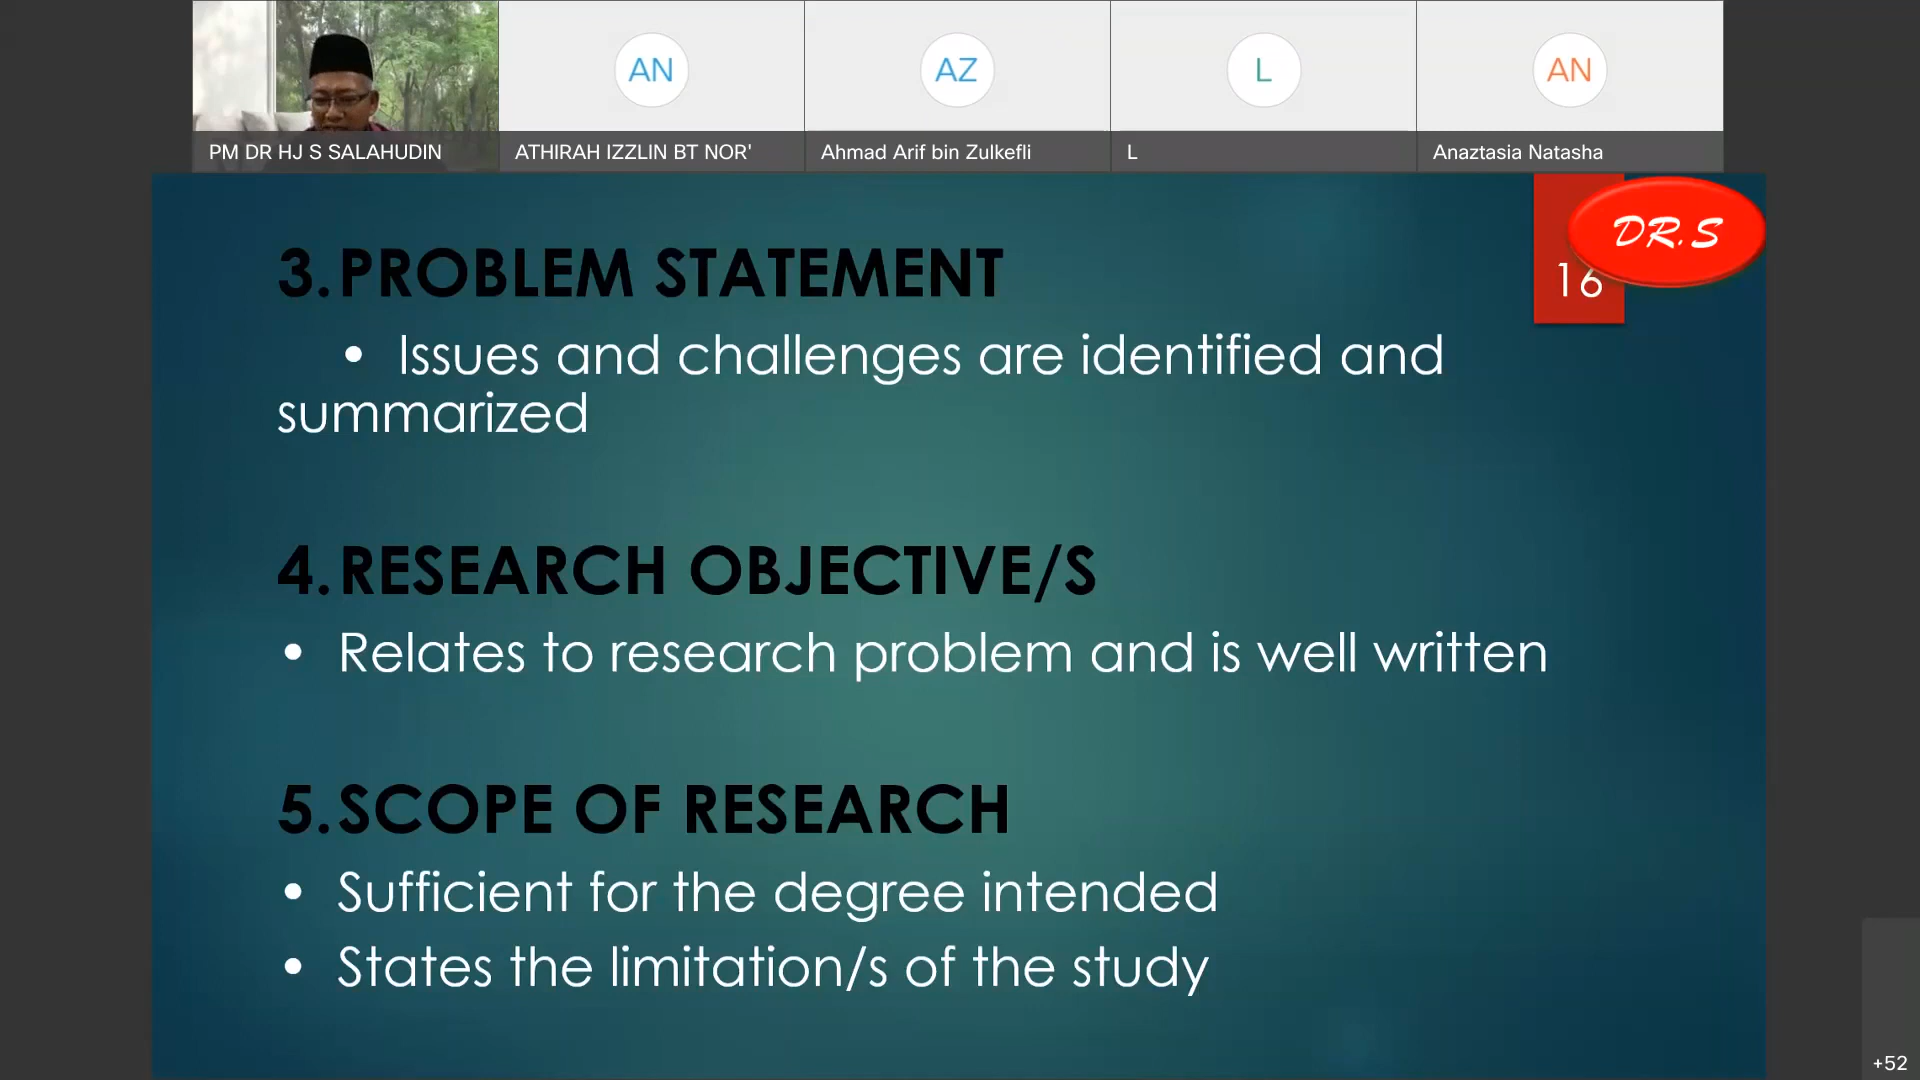 AN
AZ
L
AN
PM DR HJ S SALAHUDIN
ATHIRAH IZZLIN BT NOR'
Ahmad Arif bin Zulkefli
L
Anaztasia Natasha
DR.S
16
3. PROBLEM STATEMENT
• Issues and challenges are identified and
summarized
4. RESEARCH OBJECTIVE/S
• Relates to research problem and is well written
5. SCOPE OF RESEARCH
• Sufficient for the degree intended
• States the limitation/s of the study
+52